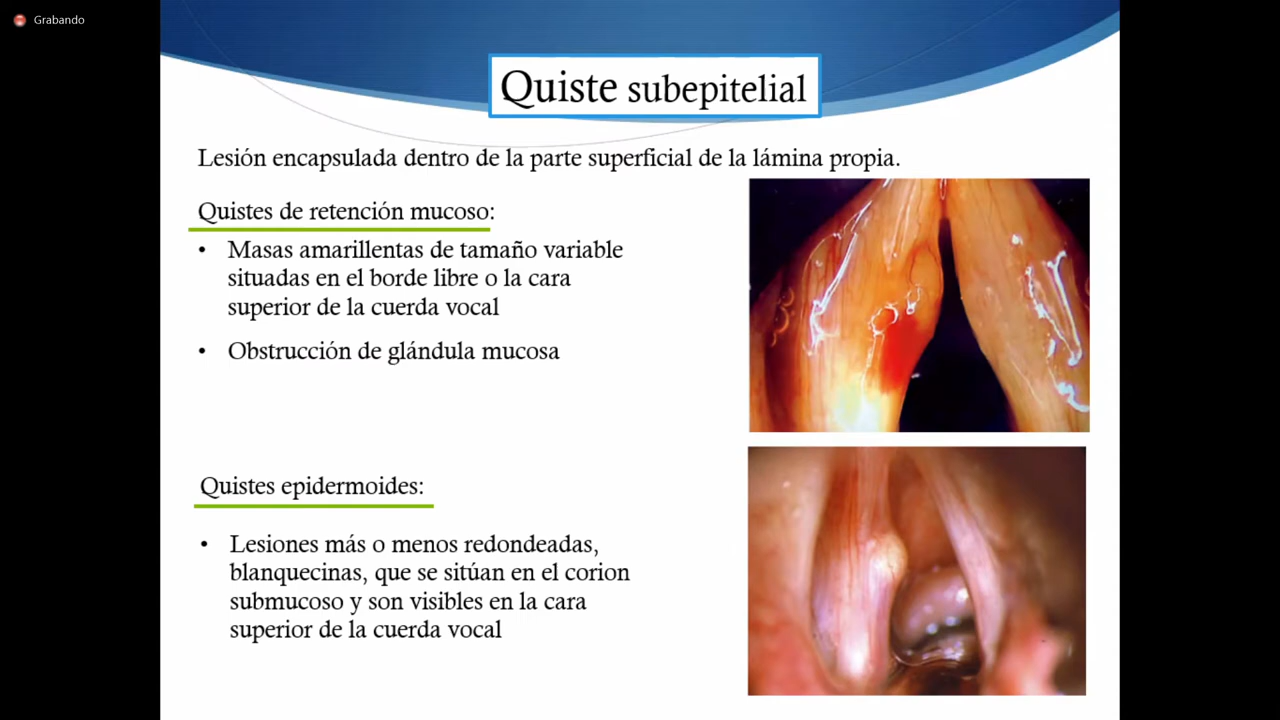 Grabando
Quiste subepitelial
Lesión encapsulada dentro de la parte superficial de la lámina propia.
Quistes de retención mucoso:
• Masas amarillentas de tamaño variable
situadas en el borde libre o la cara
superior de la cuerda vocal
• Obstrucción de glándula mucosa
Quistes epidermoides:
• Lesiones más o menos redondeadas,
blanquecinas, que se sitúan en el corion
submucoso y son visibles en la cara
superior de la cuerda vocal